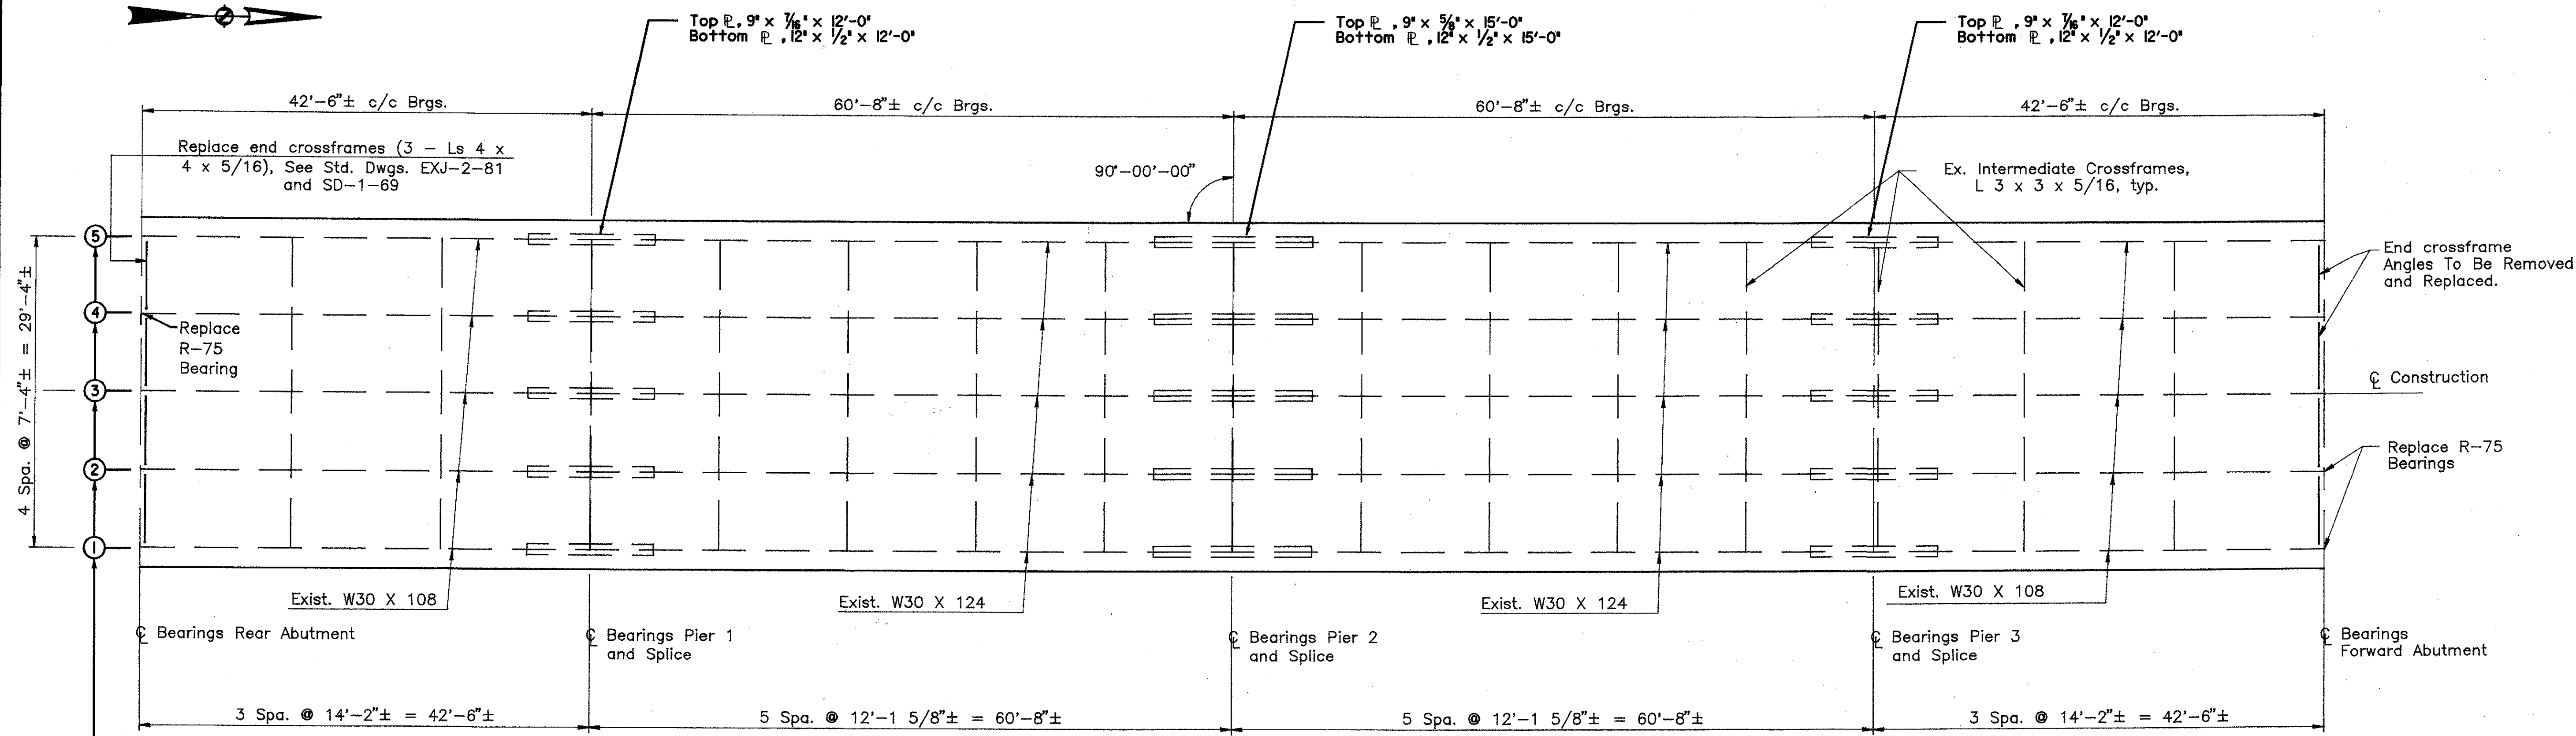 Top ℙ, 9" x 7/16" x 12'-0"
Bottom ℙ, 12" x 1/2" x 12'-0"
Top ℙ, 9" x 5/8" x 15'-0"
Bottom ℙ, 12" x 1/2" x 15'-0"
Top ℙ, 9" x 7/16" x 12'-0"
Bottom ℙ, 12" x 1/2" x 12'-0"
42'-6"± c/c Brgs.
60'-8"± c/c Brgs.
60'-8"± c/c Brgs.
42'-6"± c/c Brgs.
Replace end crossframes (3 - Ls 4 x
4 x 5/16), See Std. Dwgs. EXJ-2-81
and SD-1-69
90°-00'-00"
Ex. Intermediate Crossframes,
L 3 x 3 x 5/16, typ.
End crossframe
Angles To Be Removed
and Replaced.
5
4
3
2
1
4 Spa. @ 7'-4"± = 29'-4"±
Replace
R-75
Bearing
℄ Construction
Replace R-75
Bearings
Exist. W30 X 108
Exist. W30 X 124
Exist. W30 X 124
Exist. W30 X 108
℄ Bearings Rear Abutment
℄ Bearings Pier 1
and Splice
℄ Bearings Pier 2
and Splice
℄ Bearings Pier 3
and Splice
℄ Bearings
Forward Abutment
3 Spa. @ 14'-2"± = 42'-6"±
5 Spa. @ 12'-1 5/8"± = 60'-8"±
5 Spa. @ 12'-1 5/8"± = 60'-8"±
3 Spa. @ 14'-2"± = 42'-6"±